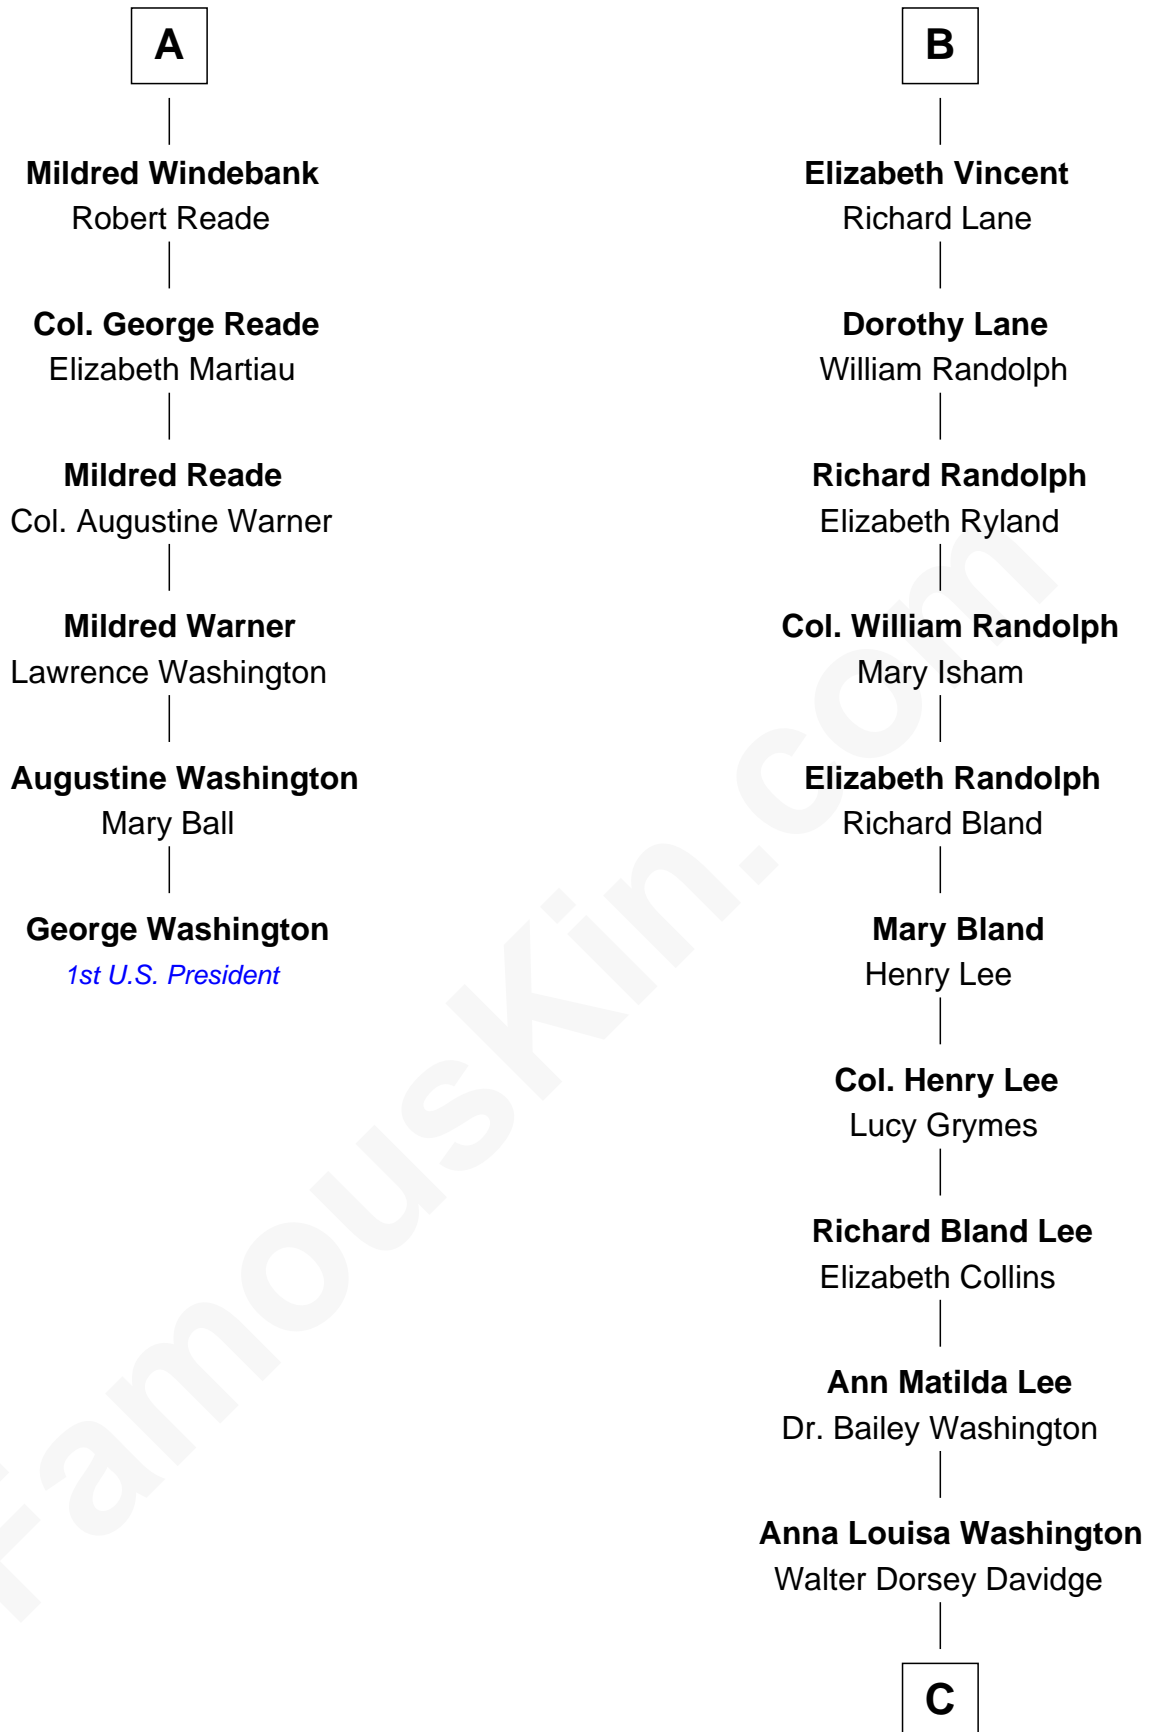 A
Mildred Windebank
Robert Reade
Col. George Reade
Elizabeth Martiau
Mildred Reade
Col. Augustine Warner
Mildred Warner
Lawrence Washington
Augustine Washington
Mary Ball
George Washington
1st U.S. President
B
Elizabeth Vincent
Richard Lane
Dorothy Lane
William Randolph
Richard Randolph
Elizabeth Ryland
Col. William Randolph
Mary Isham
Elizabeth Randolph
Richard Bland
Mary Bland
Henry Lee
Col. Henry Lee
Lucy Grymes
Richard Bland Lee
Elizabeth Collins
Ann Matilda Lee
Dr. Bailey Washington
Anna Louisa Washington
Walter Dorsey Davidge
C
FamousKin.com